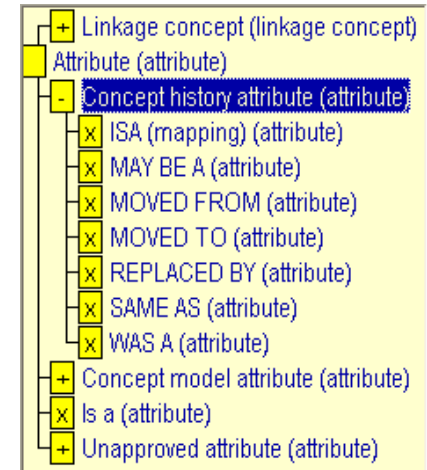 + Linkage concept (linkage concept)
Attribute (attribute)
- Concept history attribute (attribute)
x ISA (mapping) (attribute)
x MAY BE A (attribute)
x MOVED FROM (attribute)
x MOVED TO (attribute)
x REPLACED BY (attribute)
x SAME AS (attribute)
x WAS A (attribute)
+ Concept model attribute (attribute)
x Is a (attribute)
+ Unapproved attribute (attribute)